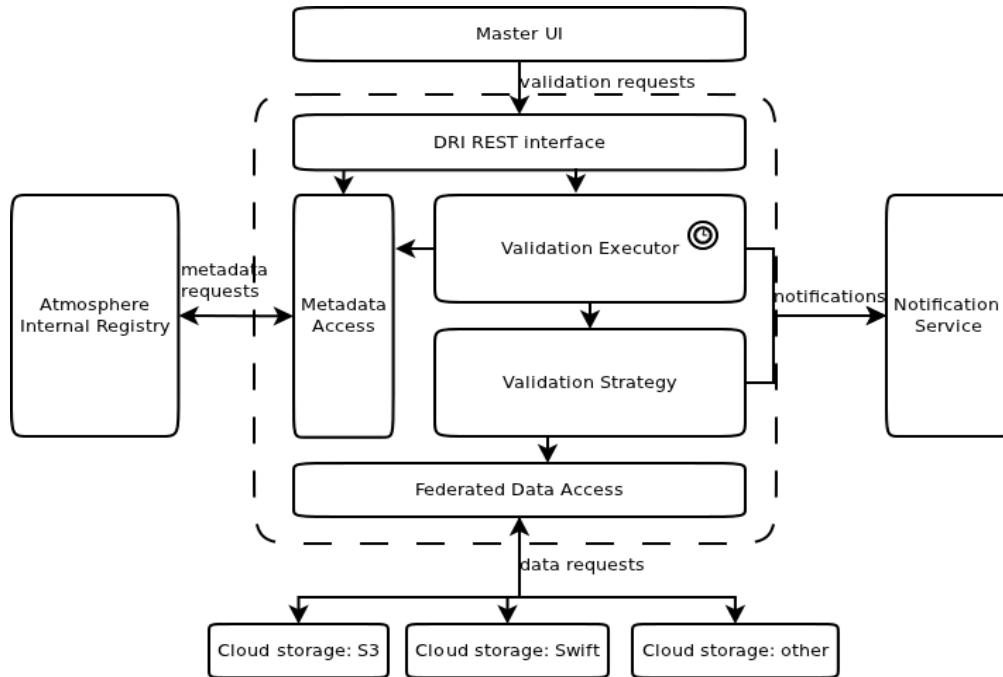 Master UI
validation requests
DRI REST interface
Validation Executor
metadata
requests
Atmosphere
Internal Registry
Metadata
Access
notifications
Notification
Service
Validation Strategy
Federated Data Access
data requests
Cloud storage: S3
Cloud storage: Swift
Cloud storage: other